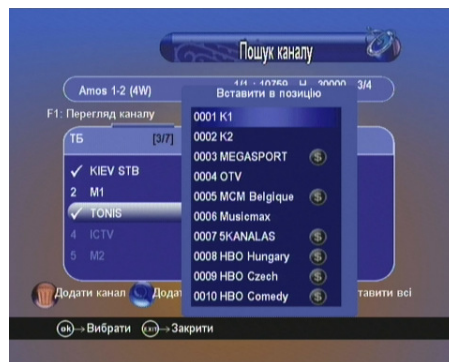 Пошук каналу
Amos 1-2 (4W)
1/1 : 10759 H 30000 3/4
F1: Перегляд каналу
ТБ [3/7]
KIEV STB
2 M1
TONIS
4 ICTV
5 M2
Вставити в позицію
0001 K1
0002 K2
0003 MEGASPORT
0004 OTV
0005 MCM Belgique
0006 Musicmax
0007 5KANALAS
0008 HBO Hungary
0009 HBO Czech
0010 HBO Comedy
Додати канал
ok → Вибрати EXIT → Закрити